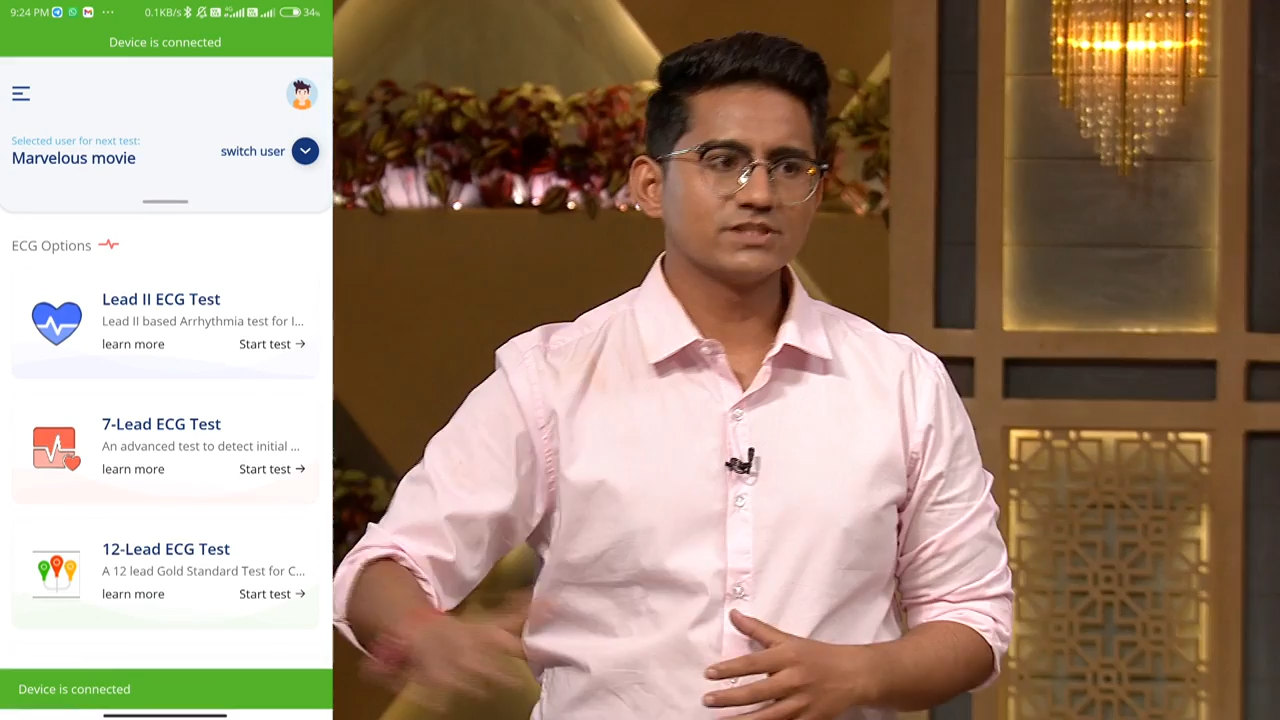 9:24 PM
0.1KB/s
4G
34%
Device is connected
Selected user for next test:
Marvelous movie
switch user
ECG Options
Lead II ECG Test
Lead II based Arrhythmia test for I...
learn more
Start test →
7-Lead ECG Test
An advanced test to detect initial ...
learn more
Start test →
12-Lead ECG Test
A 12 lead Gold Standard Test for C...
learn more
Start test →
Device is connected